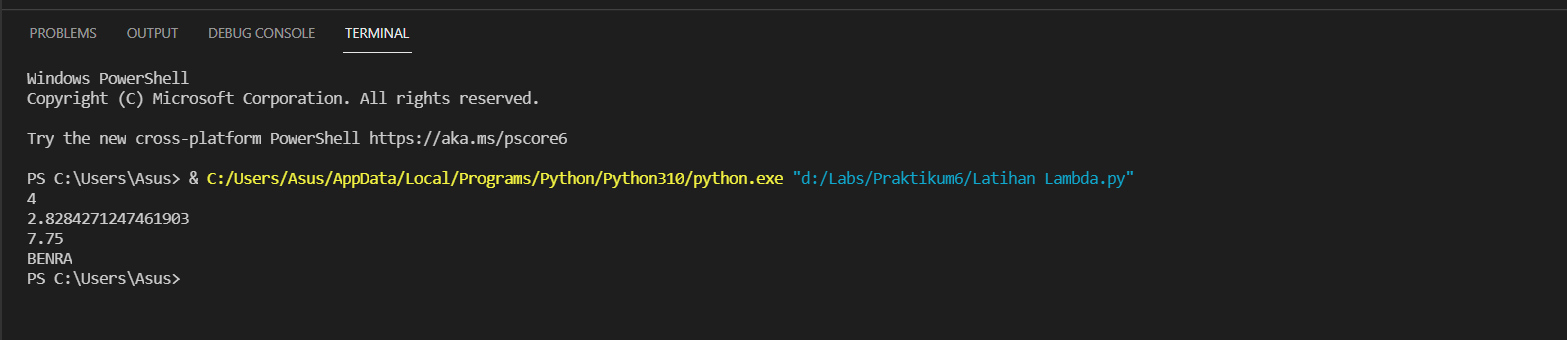 PROBLEMS OUTPUT DEBUG CONSOLE TERMINAL
Windows PowerShell
Copyright (C) Microsoft Corporation. All rights reserved.
Try the new cross-platform PowerShell https://aka.ms/pscore6
PS C:\Users\Asus> & C:/Users/Asus/AppData/Local/Programs/Python/Python310/python.exe "d:/Labs/Praktikum6/Latihan Lambda.py"
4
2.8284271247461903
7.75
BENRA
PS C:\Users\Asus>